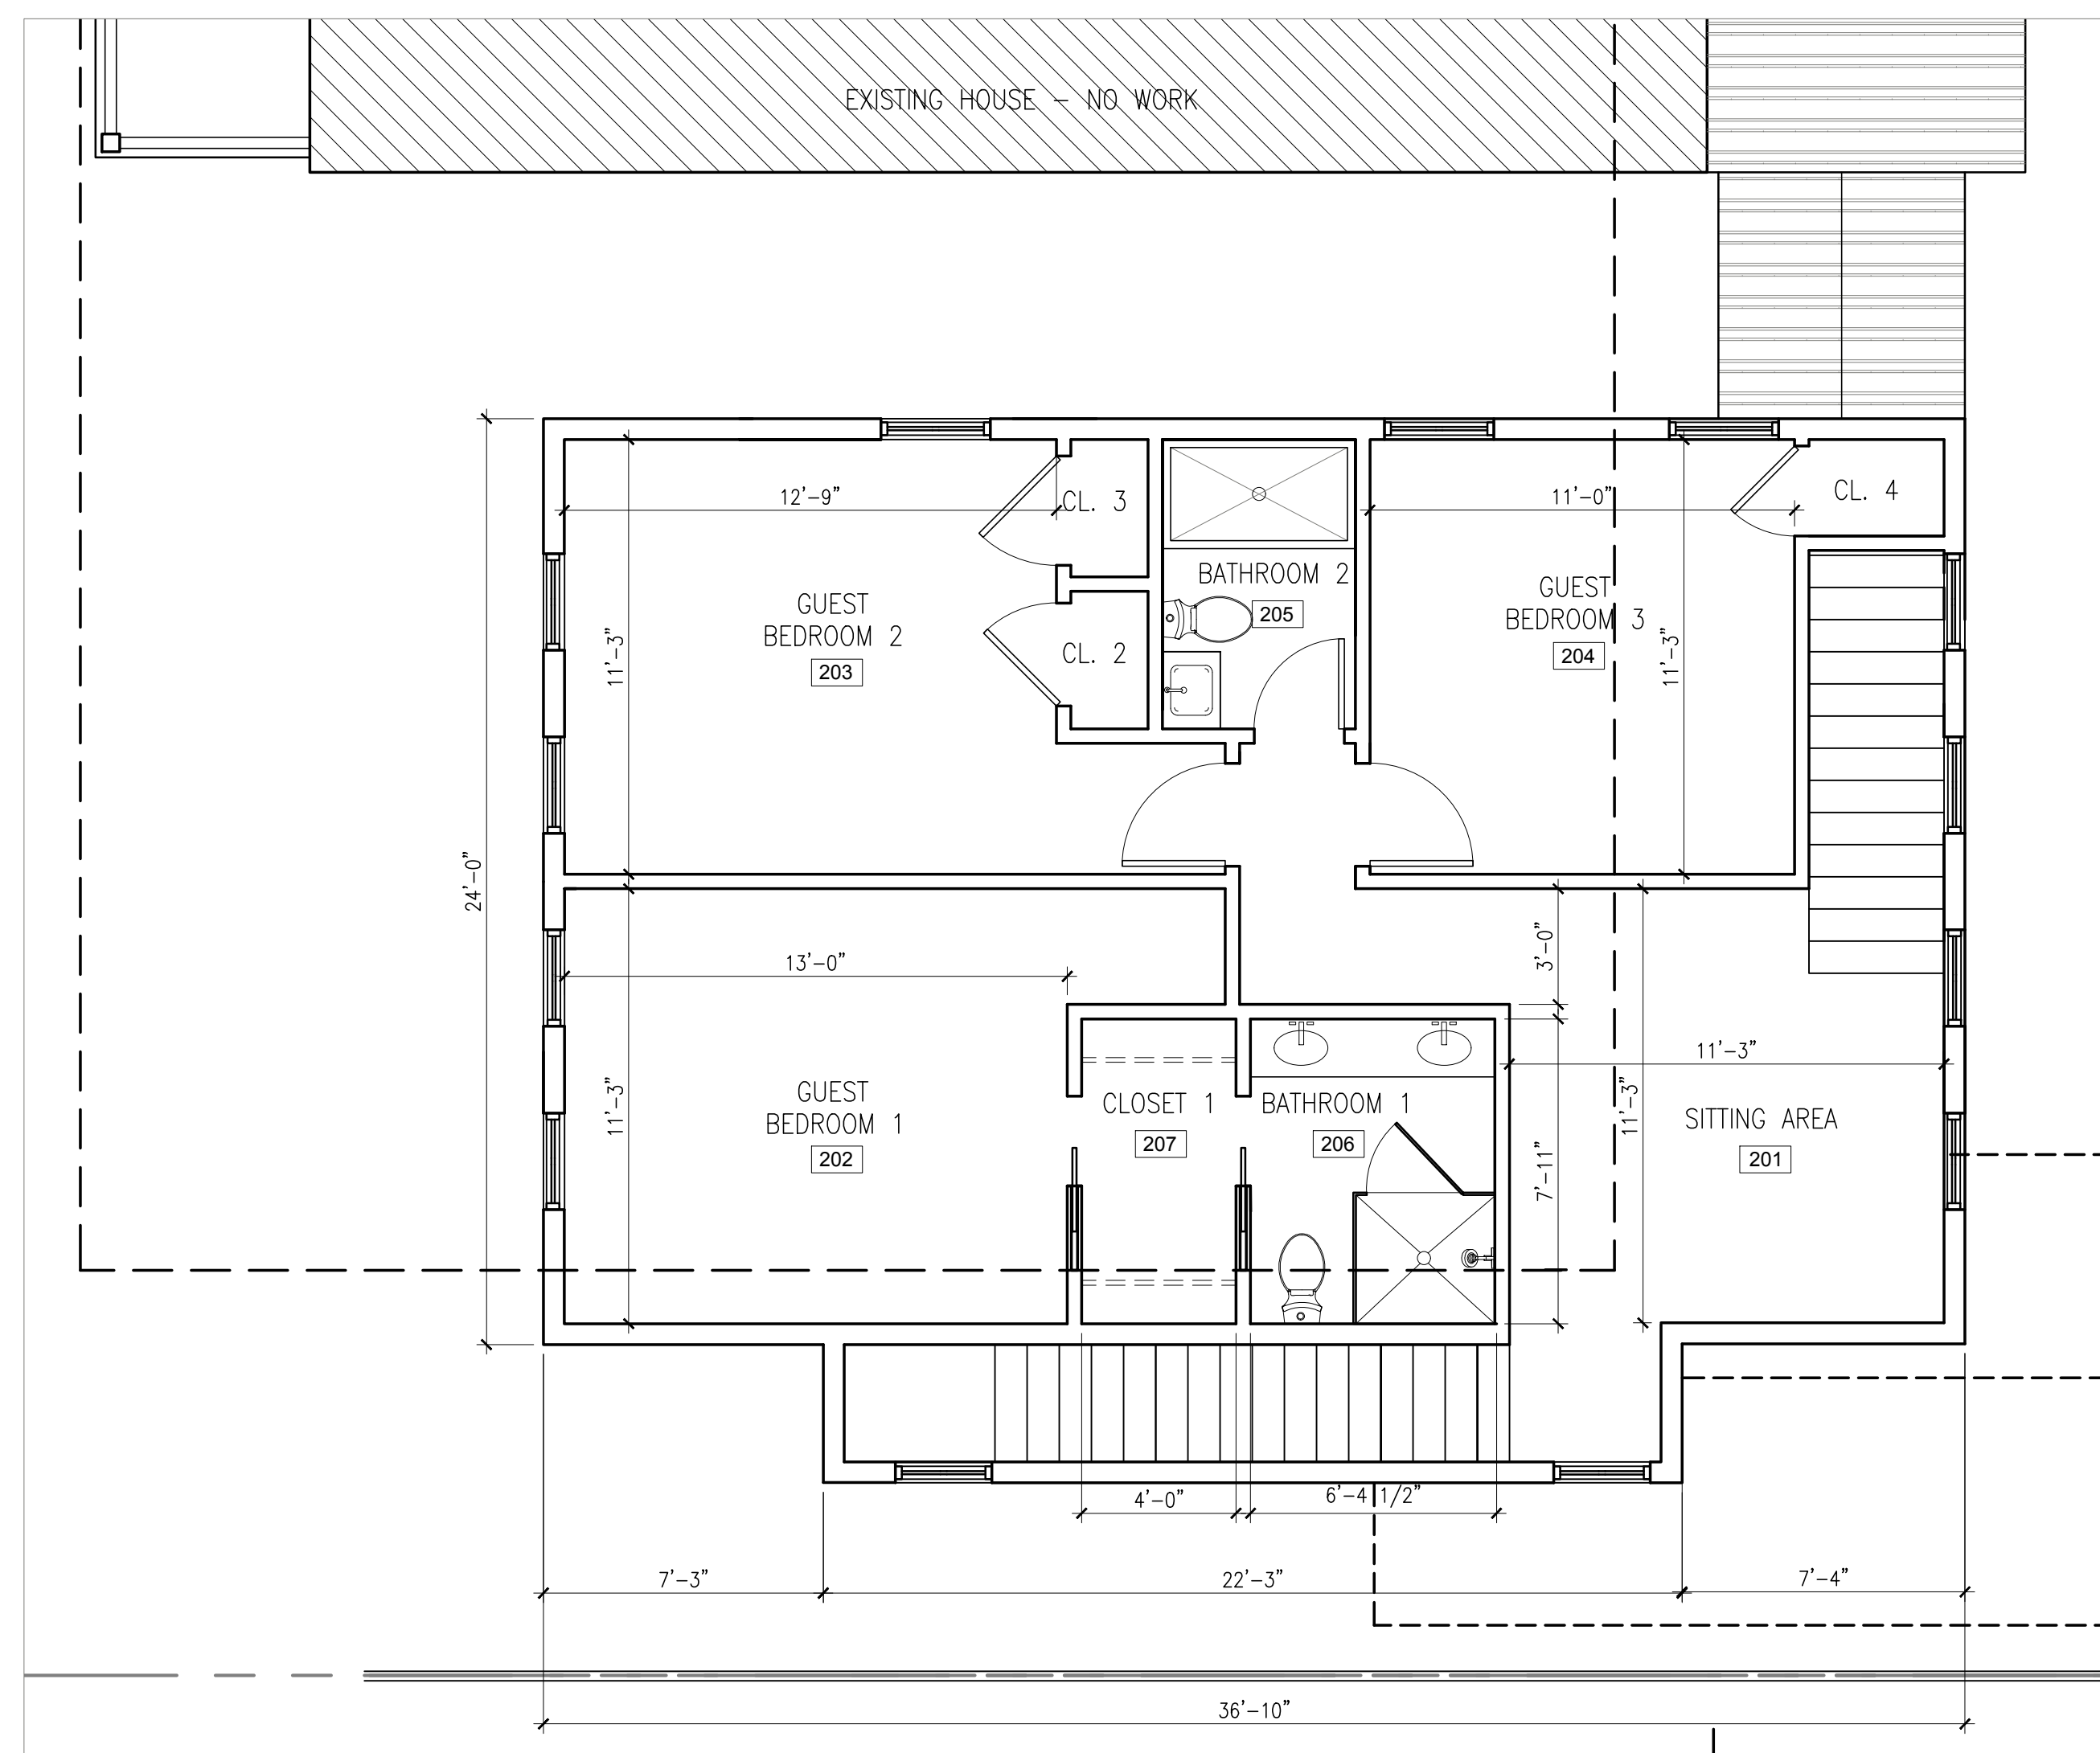 EXISTING HOUSE – NO WORK
12’–9”
CL. 3
11’–0”
CL. 4
BATHROOM 2
205
GUEST
BEDROOM 2
203
11’–3”
CL. 2
GUEST
BEDROOM 3
204
11’–3”
24’–0”
13’–0”
3’–0”
11’–3”
GUEST
BEDROOM 1
202
11’–3”
CLOSET 1
207
BATHROOM 1
206
7’–11”
11’–3”
SITTING AREA
201
4’–0”
6’–4 1/2”
7’–3”
22’–3”
7’–4”
36’–10”